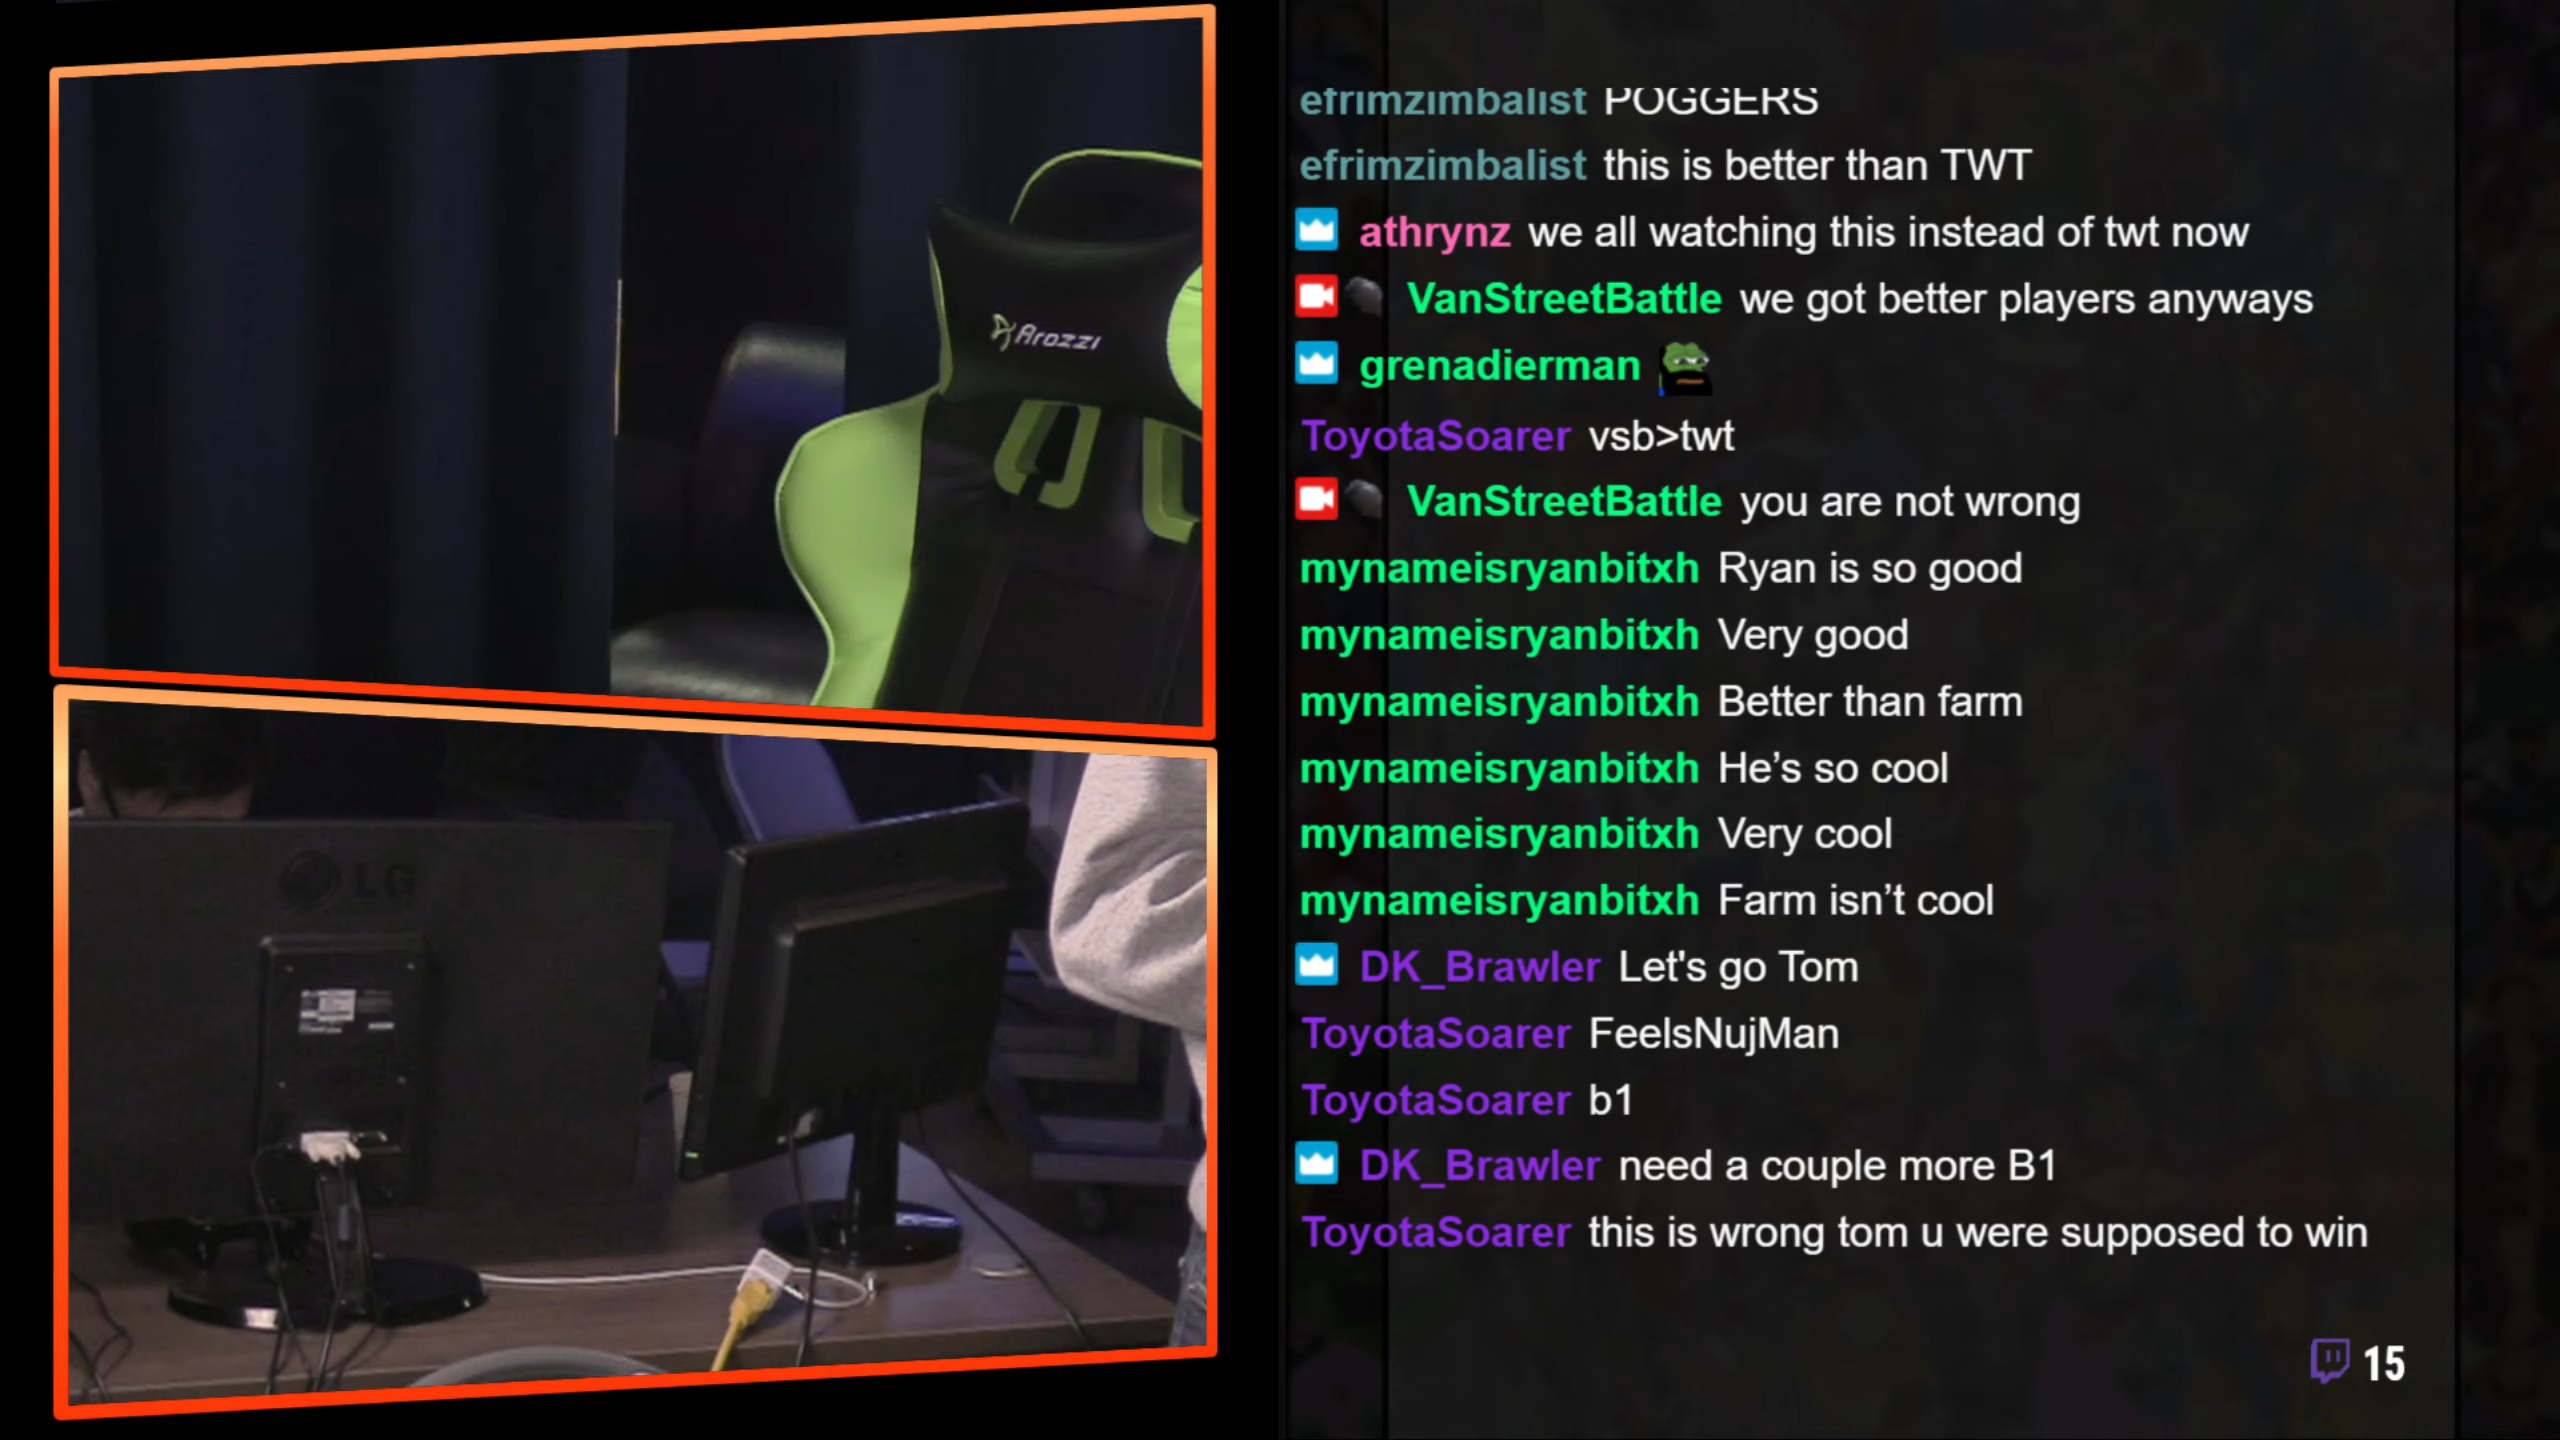 Arozzi
LG
efrimzimbalist POGGERS
efrimzimbalist this is better than TWT
athrynz we all watching this instead of twt now
VanStreetBattle we got better players anyways
grenadierman
ToyotaSoarer vsb>twt
VanStreetBattle you are not wrong
mynameisryanbitxh Ryan is so good
mynameisryanbitxh Very good
mynameisryanbitxh Better than farm
mynameisryanbitxh He’s so cool
mynameisryanbitxh Very cool
mynameisryanbitxh Farm isn’t cool
DK_Brawler Let's go Tom
ToyotaSoarer FeelsNujMan
ToyotaSoarer b1
DK_Brawler need a couple more B1
ToyotaSoarer this is wrong tom u were supposed to win
15